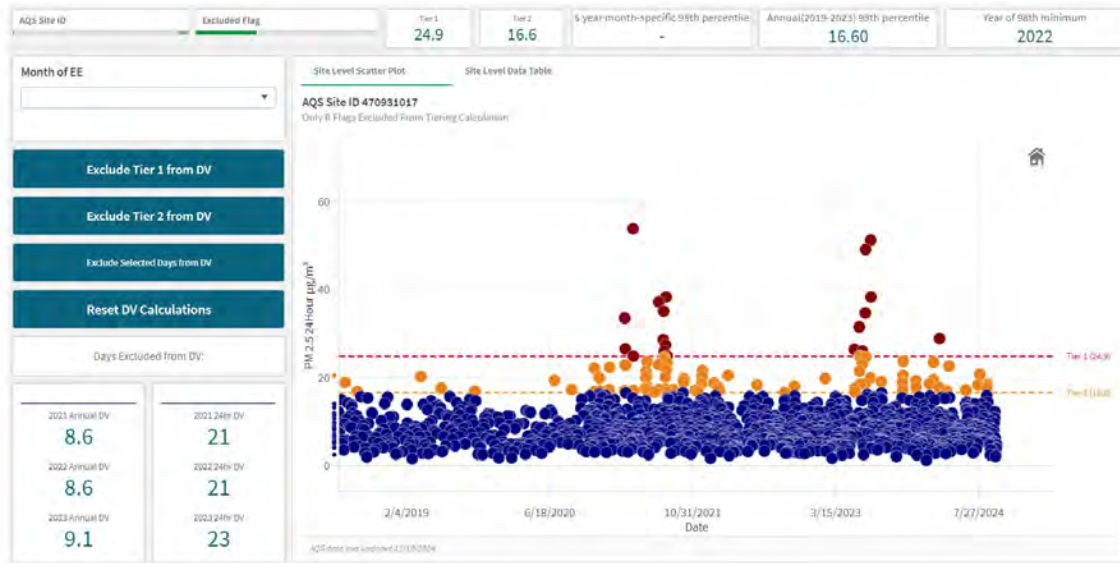 AQS Site ID
Excluded Flag
Tier 1
24.9
Tier 2
16.6
5 year month-specific 98th percentile
-
Annual(2019-2023) 98th percentile
16.60
Year of 98th minimum
2022
Month of EE
Exclude Tier 1 from DV
Exclude Tier 2 from DV
Exclude Selected Days from DV
Reset DV Calculations
Days Excluded from DV:
2021 Annual DV
8.6
2022 Annual DV
8.6
2023 Annual DV
9.1
2021 24hr DV
21
2022 24hr DV
21
2023 24hr DV
23
Site Level Scatter Plot
Site Level Data Table
AQS Site ID 470931017
Only R Flags Excluded From Tiering Calculation
PM 2.5 24Hour µg/m³
60
40
20
0
Tier 1 (24.9)
Tier 2 (16.6)
2/4/2019
6/18/2020
10/31/2021
3/15/2023
7/27/2024
Date
AQS data last updated